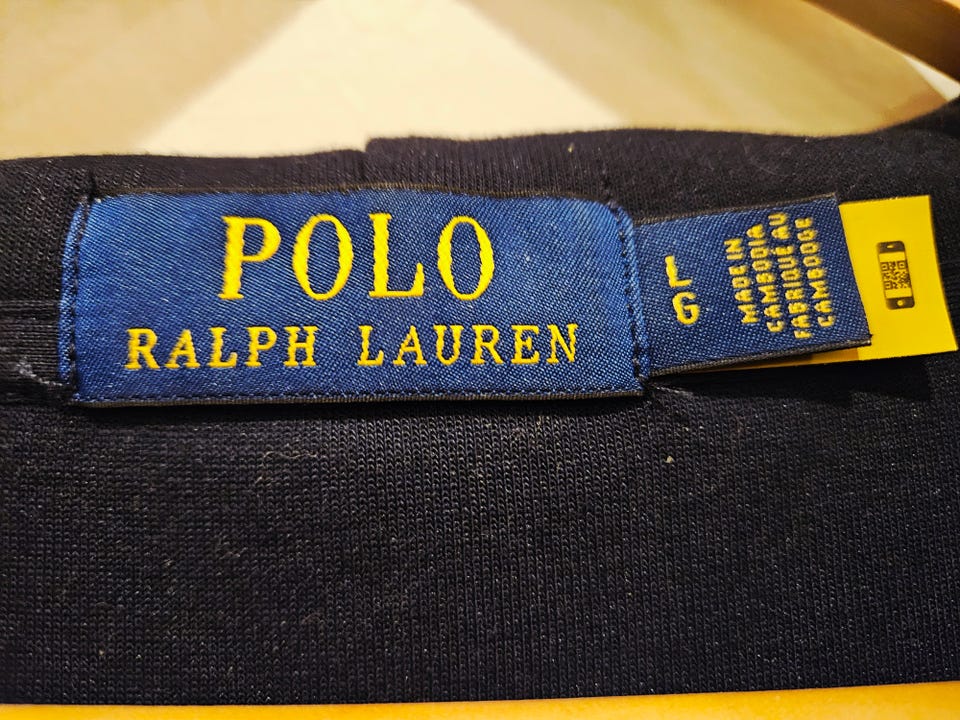 POLO
RALPH LAUREN
L
G
MADE IN
CAMBODIA
FABRIQUÉ AU
CAMBODGE